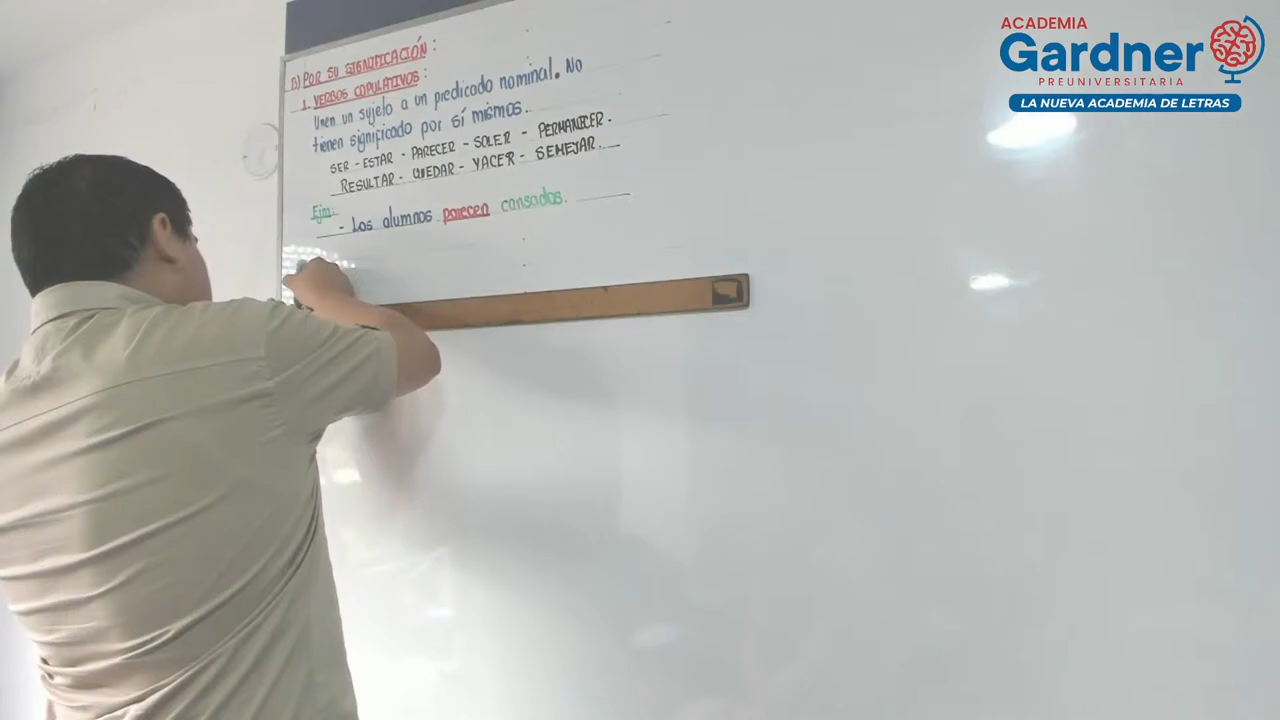 B) POR SU SIGNIFICACIÓN:
1. VERBOS COPULATIVOS:
Unen un sujeto a un predicado nominal. No
tienen significado por sí mismos.
SER - ESTAR - PARECER - SOLER - PERMANECER.
RESULTAR - QUEDAR - YACER - SEMEJAR.
Ejm:
- Los alumnos parecen cansados.
ACADEMIA
Gardner
PREUNIVERSITARIA
LA NUEVA ACADEMIA DE LETRAS